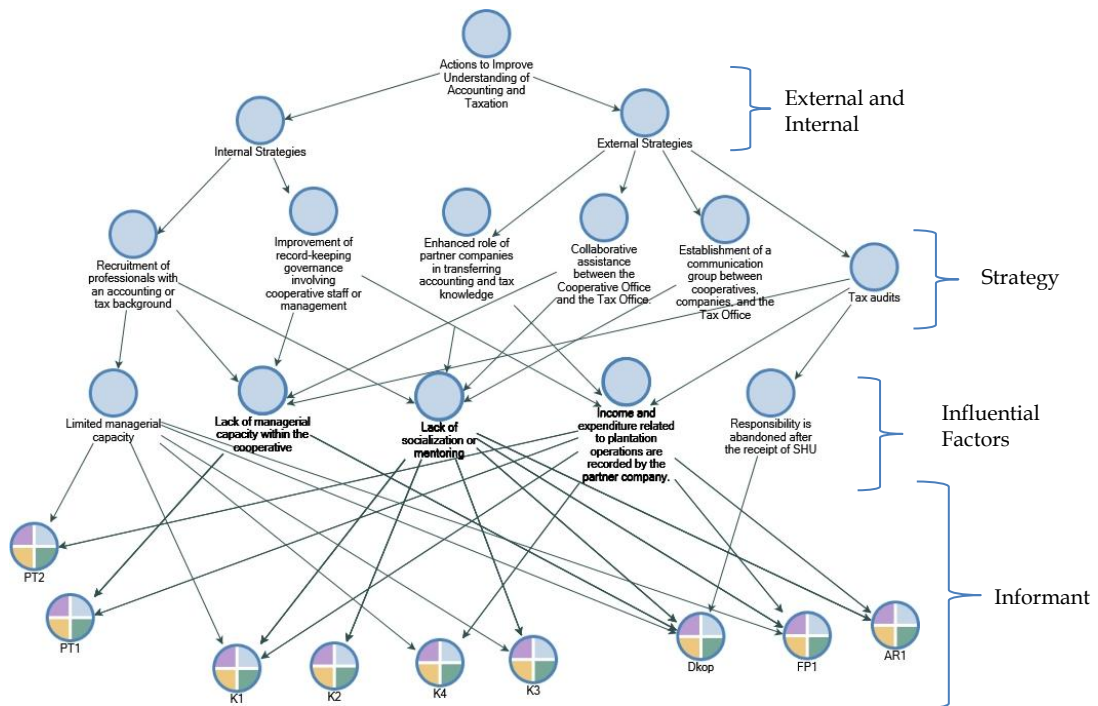 Actions to Improve
Understanding of
Accounting and
Taxation
External and
Internal
Internal Strategies
External Strategies
Recruitment of
professionals with
an accounting or
tax background
Improvement of
record-keeping
governance
involving
cooperative staff or
management
Enhanced role of
partner companies
in transferring
accounting and tax
knowledge
Collaborative
assistance
between the
Cooperative Office
and the Tax Office.
Establishment of a
communication
group between
cooperatives,
companies, and the
Tax Office
Tax audits
Strategy
Limited managerial
capacity
Lack of managerial
capacity within the
cooperative
Lack of
socialization or
mentoring
Income and
expenditure related
to plantation
operations are
recorded by the
partner company.
Responsibility is
abandoned after
the receipt of SHU
Influential
Factors
PT2
PT1
K1
K2
K4
K3
Dkop
FP1
AR1
Informant